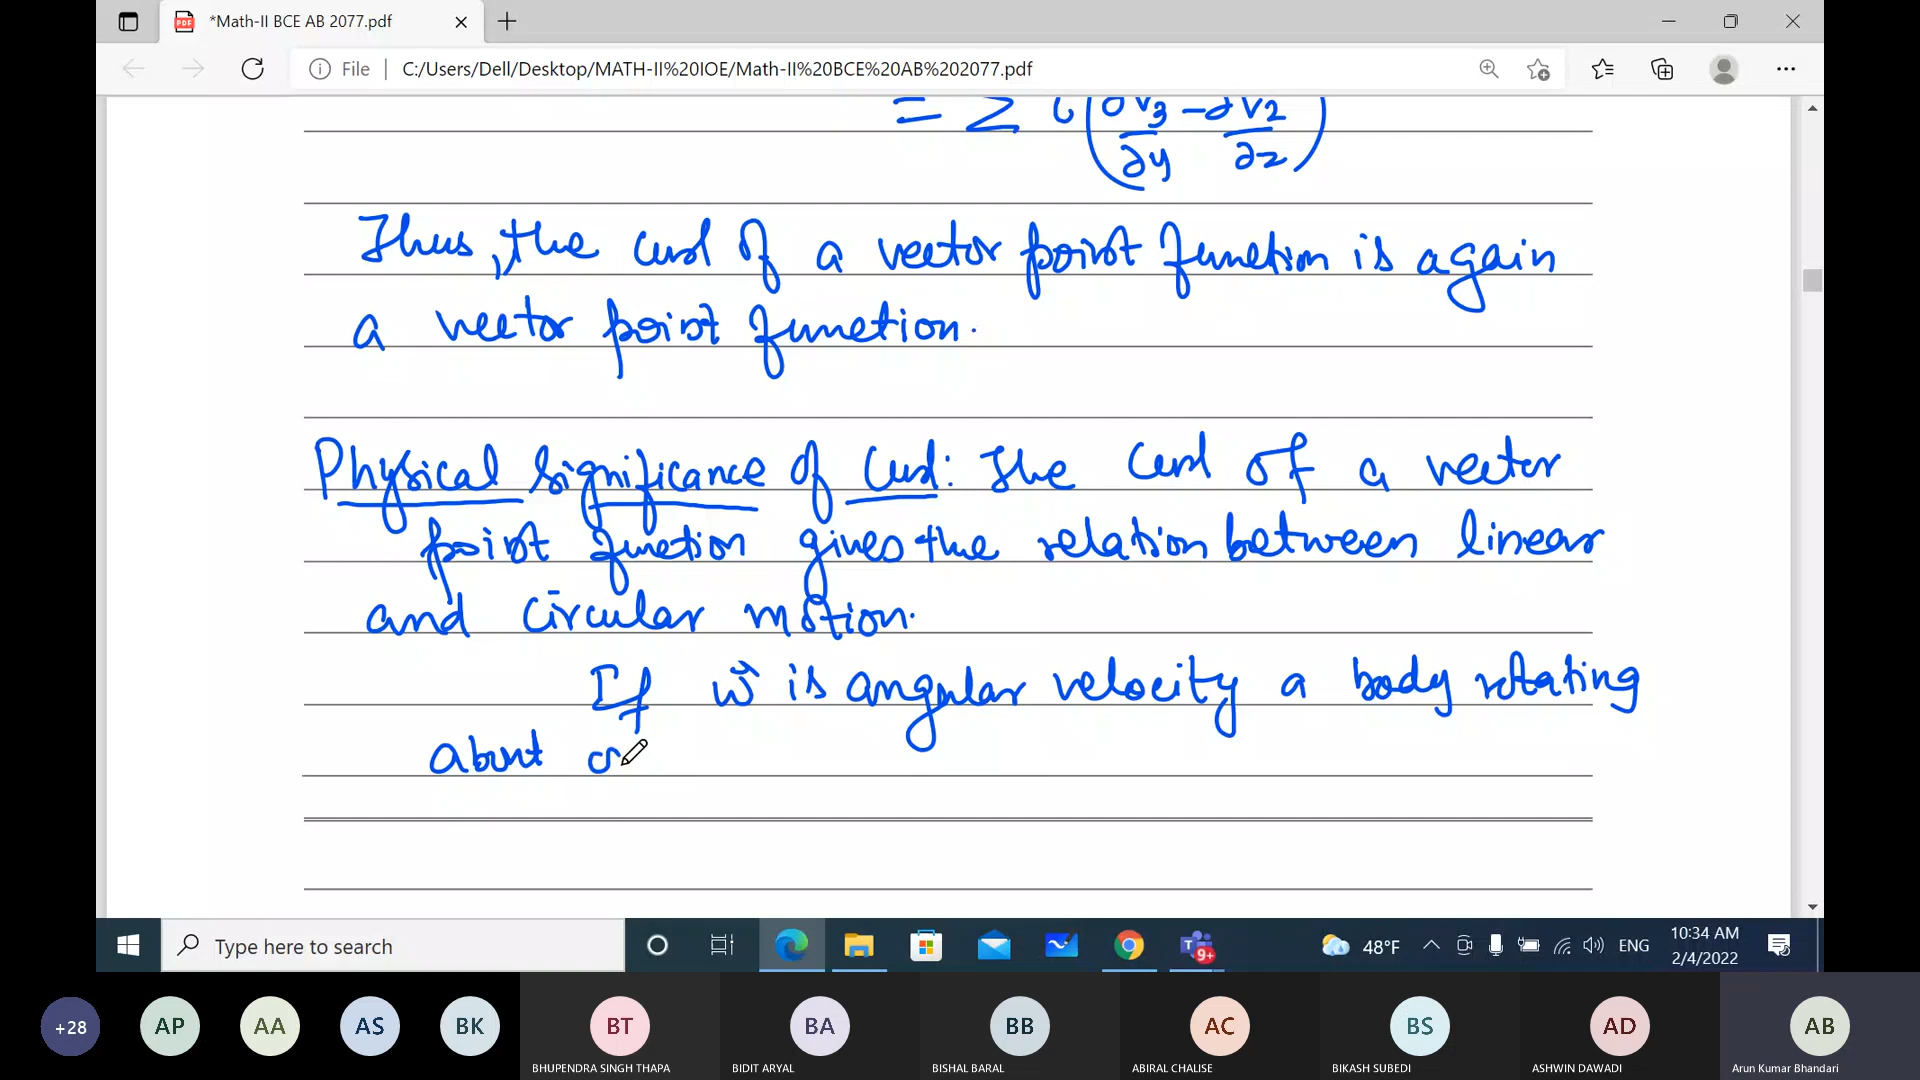 *Math-II BCE AB 2077.pdf
File C:/Users/Dell/Desktop/MATH-II%20IOE/Math-II%20BCE%20AB%202077.pdf
= Σ i (∂v3/∂y - ∂v2/∂z)
Thus, the curl of a vector point function is again
a vector point function.
Physical significance of Curl: The Curl of a vector
point function gives the relation between linear
and circular motion.
If w⃗ is angular velocity a body rotating
about
Type here to search
48°F ENG 10:34 AM
2/4/2022
9+
+28 AP AA AS BK BT BA BB AC BS AD AB
BHUPENDRA SINGH THAPA BIDIT ARYAL BISHAL BARAL ABIRAL CHALISE BIKASH SUBEDI ASHWIN DAWADI Arun Kumar Bhandari